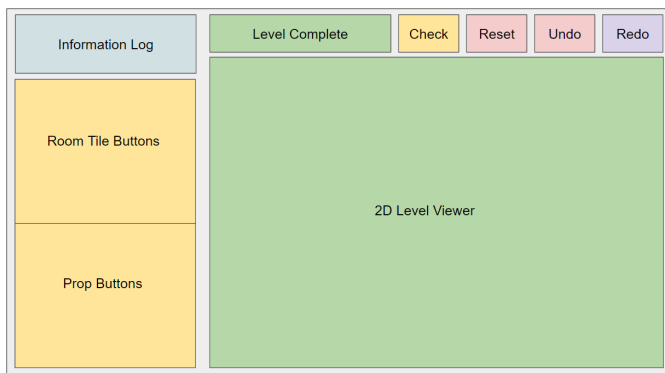 Information Log
Level Complete
Check
Reset
Undo
Redo
Room Tile Buttons
2D Level Viewer
Prop Buttons